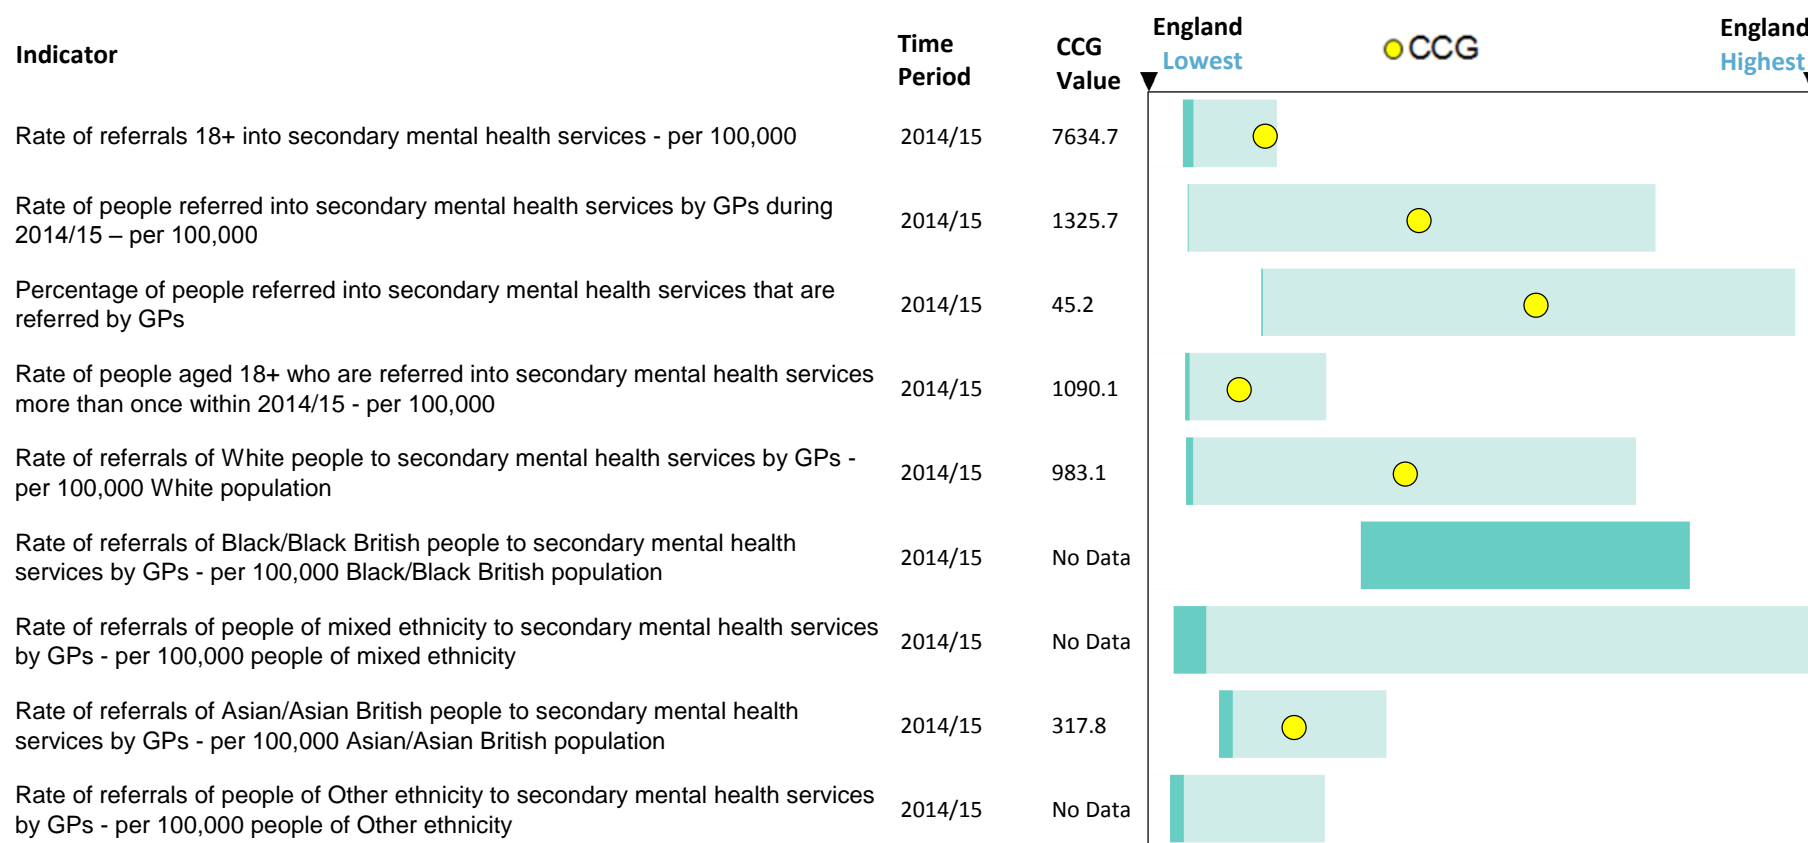 Indicator
Time
Period
CCG
Value
England
Lowest
CCG
England
Highest
Rate of referrals 18+ into secondary mental health services - per 100,000
2014/15
7634.7
Rate of people referred into secondary mental health services by GPs during
2014/15 – per 100,000
2014/15
1325.7
Percentage of people referred into secondary mental health services that are
referred by GPs
2014/15
45.2
Rate of people aged 18+ who are referred into secondary mental health services
more than once within 2014/15 - per 100,000
2014/15
1090.1
Rate of referrals of White people to secondary mental health services by GPs -
per 100,000 White population
2014/15
983.1
Rate of referrals of Black/Black British people to secondary mental health
services by GPs - per 100,000 Black/Black British population
2014/15
No Data
Rate of referrals of people of mixed ethnicity to secondary mental health services
by GPs - per 100,000 people of mixed ethnicity
2014/15
No Data
Rate of referrals of Asian/Asian British people to secondary mental health
services by GPs - per 100,000 Asian/Asian British population
2014/15
317.8
Rate of referrals of people of Other ethnicity to secondary mental health services
by GPs - per 100,000 people of Other ethnicity
2014/15
No Data